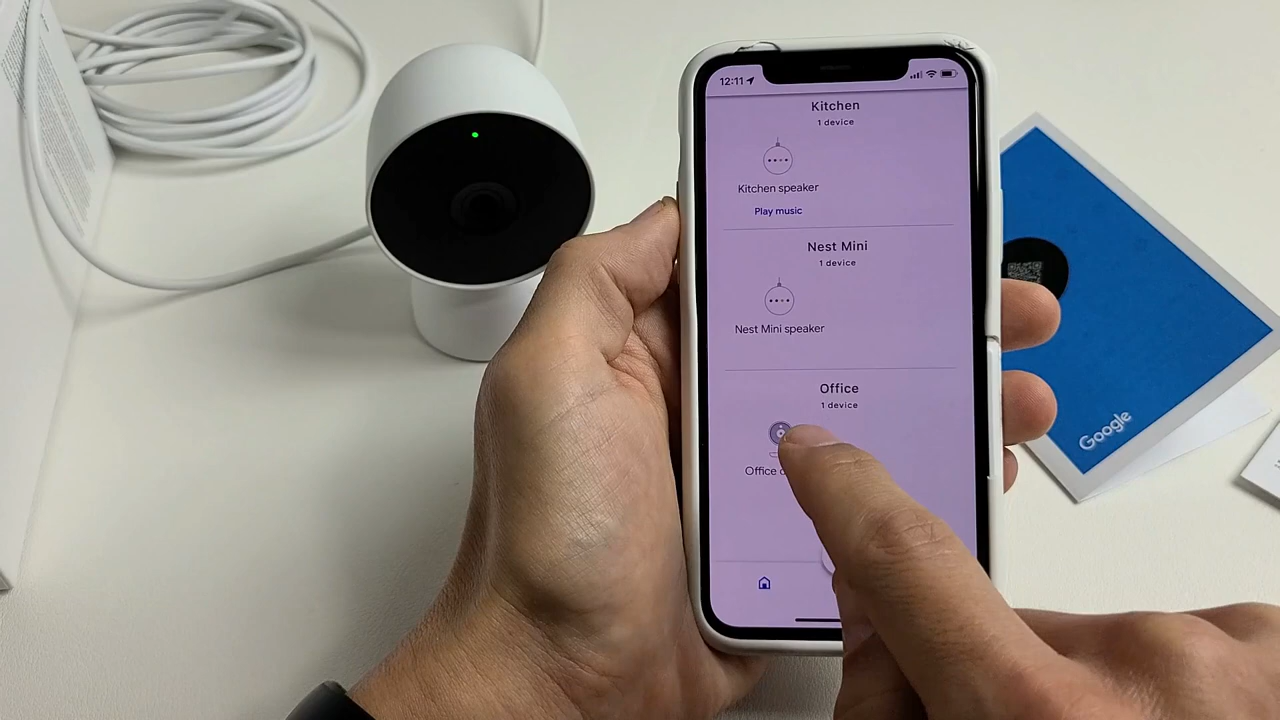 12:11
Kitchen
1 device
Kitchen speaker
Play music
Nest Mini
1 device
Nest Mini speaker
Office
1 device
Office
Google